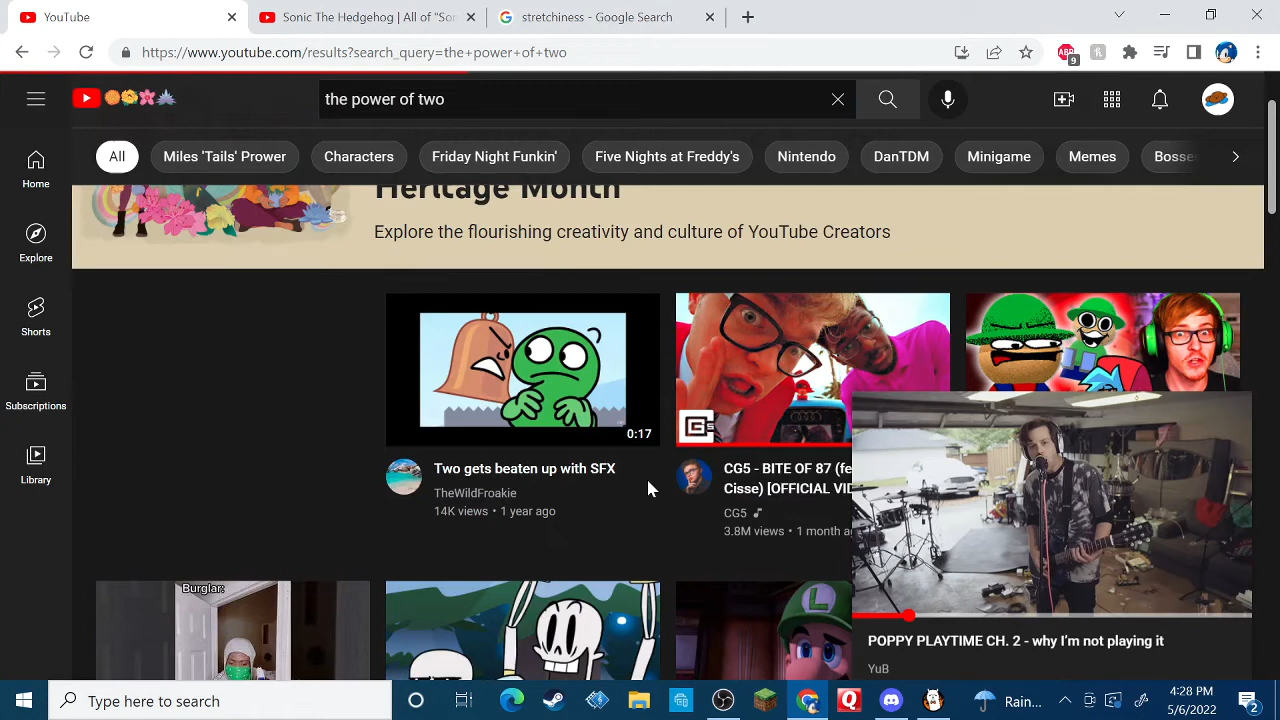 YouTube
Sonic The Hedgehog | All of "So
stretchiness - Google Search
https://www.youtube.com/results?search_query=the+power+of+two
ABP
9
the power of two
All
Miles 'Tails' Prower
Characters
Friday Night Funkin'
Five Nights at Freddy's
Nintendo
DanTDM
Minigame
Memes
Bosse
Home
Explore
Shorts
Subscriptions
Library
Heritage Month
Explore the flourishing creativity and culture of YouTube Creators
0:17
Two gets beaten up with SFX
TheWildFroakie
14K views • 1 year ago
CG5 - BITE OF 87 (fe
Cisse) [OFFICIAL VID
CG5
3.8M views • 1 month a
Burglar:
L
POPPY PLAYTIME CH. 2 - why I'm not playing it
YuB
Type here to search
Rain...
4:28 PM
5/6/2022
2